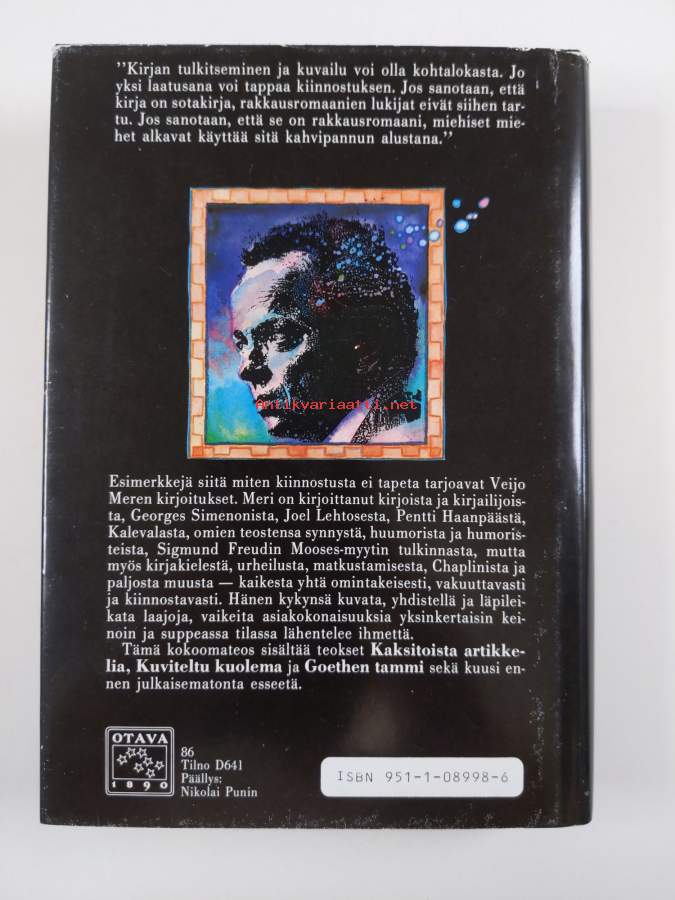 "Kirjan tulkitseminen ja kuvailu voi olla kohtalokasta. Jo
yksi laatusana voi tappaa kiinnostuksen. Jos sanotaan, että
kirja on sotakirja, rakkausromaanien lukijat eivät siihen tar-
tu. Jos sanotaan, että se on rakkausromaani, miehiset mie-
het alkavat käyttää sitä kahvipannun alustana."
antikvariaatti.net
Esimerkkejä siitä miten kiinnostusta ei tapeta tarjoavat Veijo
Meren kirjoitukset. Meri on kirjoittanut kirjoista ja kirjailijois-
ta, Georges Simenonista, Joel Lehtosesta, Pentti Haanpäästä,
Kalevalasta, omien teostensa synnystä, huumorista ja humoris-
teista, Sigmund Freudin Mooses-myytin tulkinnasta, mutta
myös kirjakielestä, urheilusta, matkustamisesta, Chaplinista ja
paljosta muusta — kaikesta yhtä omintakeisesti, vakuuttavasti
ja kiinnostavasti. Hänen kykynsä kuvata, yhdistellä ja läpilei-
kata laajoja, vaikeita asiakokonaisuuksia yksinkertaisin kei-
noin ja suppeassa tilassa lähentelee ihmettä.
Tämä kokoomateos sisältää teokset Kaksitoista artikke-
lia, Kuviteltu kuolema ja Goethen tammi sekä kuusi en-
nen julkaisematonta esseetä.
OTAVA
1890
86
Tilno D641
Päällys:
Nikolai Punin
ISBN 951-1-08998-6